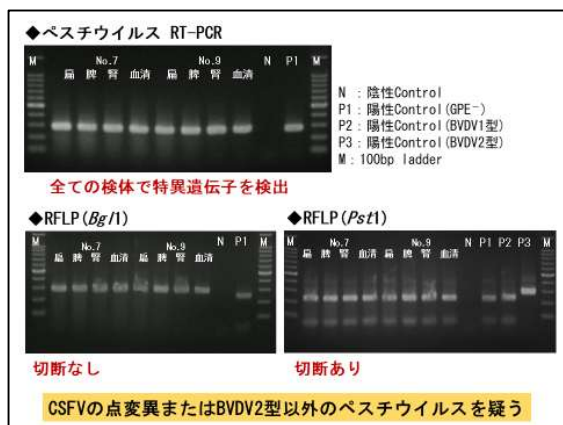 ◆ペスチウイルス RT-PCR
M No.7 No.9 N P1 M
扁 脾 腎 血清 扁 脾 腎 血清
N ：陰性Control
P1：陽性Control(GPE⁻)
P2：陽性Control(BVDV1型)
P3：陽性Control(BVDV2型)
M：100bp ladder
全ての検体で特異遺伝子を検出
◆RFLP(Bgl1)
M No.7 No.9 N P1 M
扁 脾 腎 血清 扁 脾 腎 血清
切断なし
◆RFLP(Pst1)
M No.7 No.9 N P1 P2 P3 M
扁 脾 腎 血清 扁 脾 腎 血清
切断あり
CSFVの点変異またはBVDV2型以外のペスチウイルスを疑う